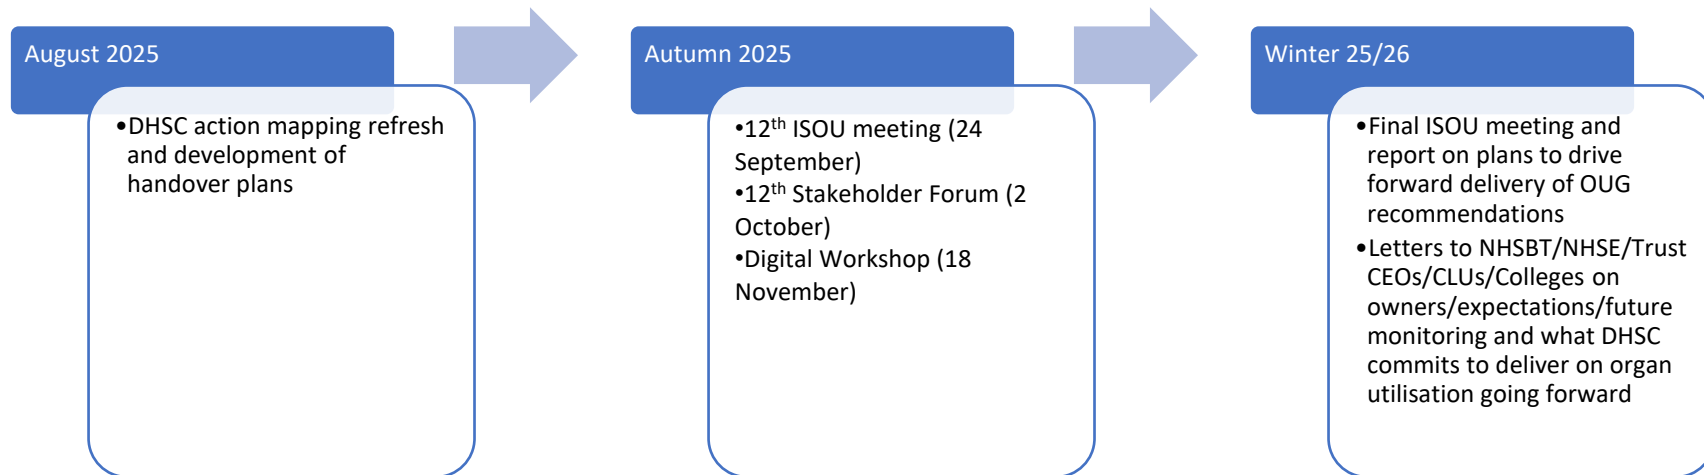 August 2025
•DHSC action mapping refresh
and development of
handover plans
Autumn 2025
•12th ISOU meeting (24
September)
•12th Stakeholder Forum (2
October)
•Digital Workshop (18
November)
Winter 25/26
•Final ISOU meeting and
report on plans to drive
forward delivery of OUG
recommendations
•Letters to NHSBT/NHSE/Trust
CEOs/CLUs/Colleges on
owners/expectations/future
monitoring and what DHSC
commits to deliver on organ
utilisation going forward